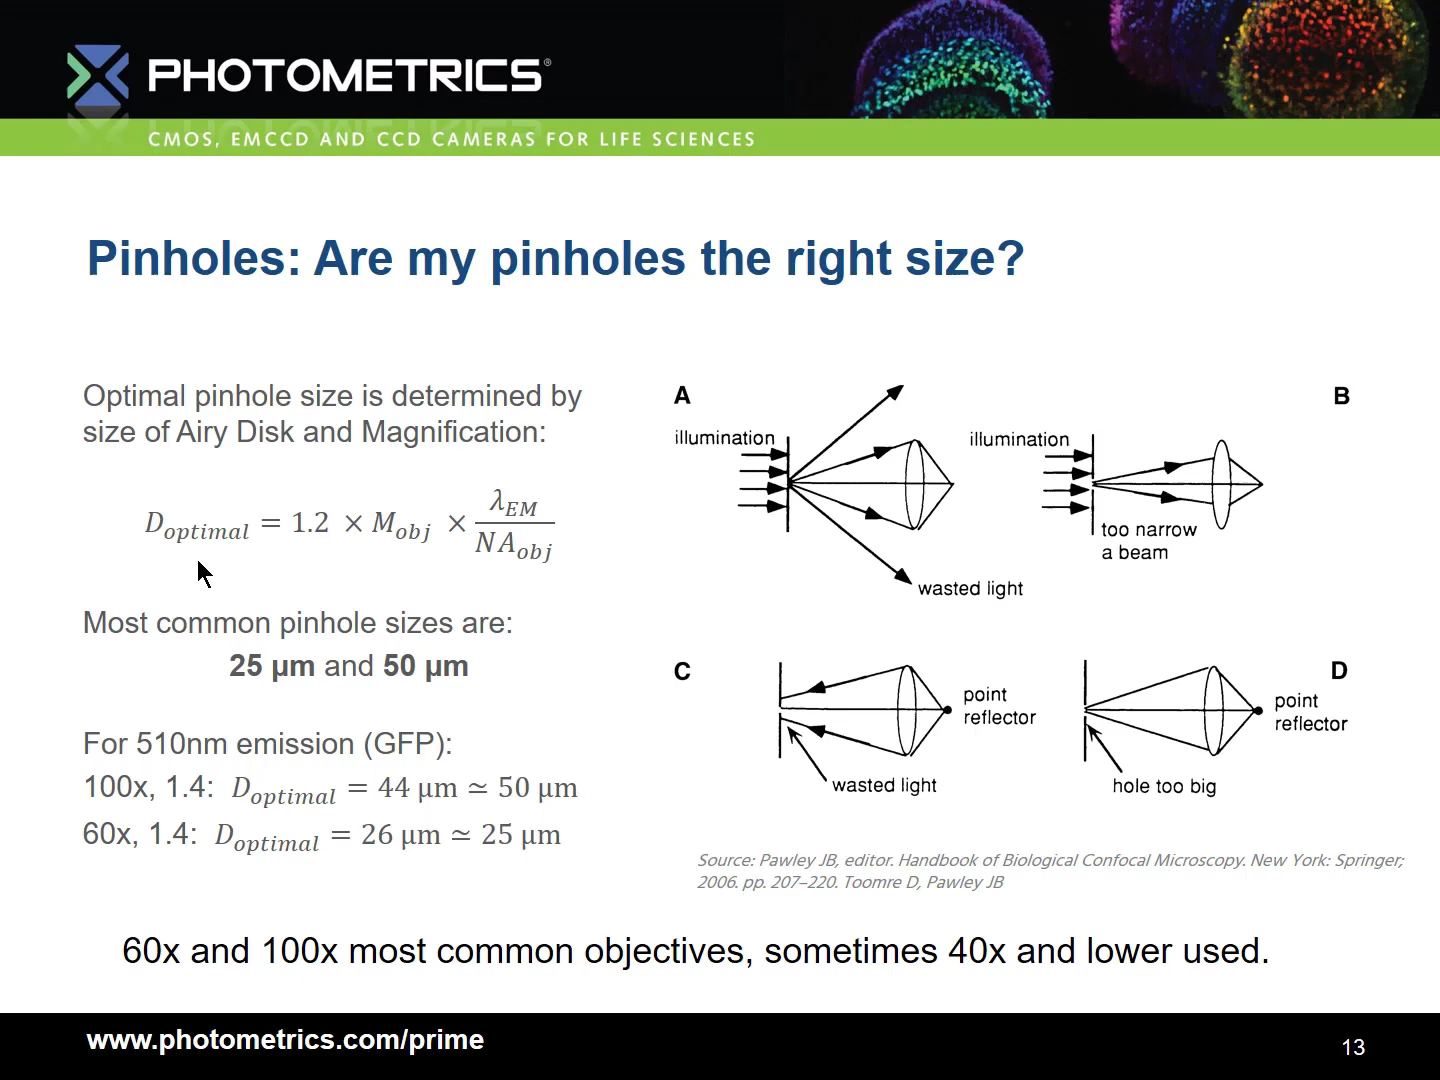 PHOTOMETRICS®
CMOS, EMCCD AND CCD CAMERAS FOR LIFE SCIENCES
Pinholes: Are my pinholes the right size?
Optimal pinhole size is determined by
size of Airy Disk and Magnification:
D_optimal = 1.2 × M_obj × λ_EM / NA_obj
Most common pinhole sizes are:
25 µm and 50 µm
For 510nm emission (GFP):
100x, 1.4: D_optimal = 44 µm ≃ 50 µm
60x, 1.4: D_optimal = 26 µm ≃ 25 µm
A
illumination
wasted light
B
illumination
too narrow
a beam
C
point
reflector
wasted light
D
point
reflector
hole too big
Source: Pawley JB, editor. Handbook of Biological Confocal Microscopy. New York: Springer;
2006. pp. 207–220. Toomre D, Pawley JB
60x and 100x most common objectives, sometimes 40x and lower used.
www.photometrics.com/prime
13